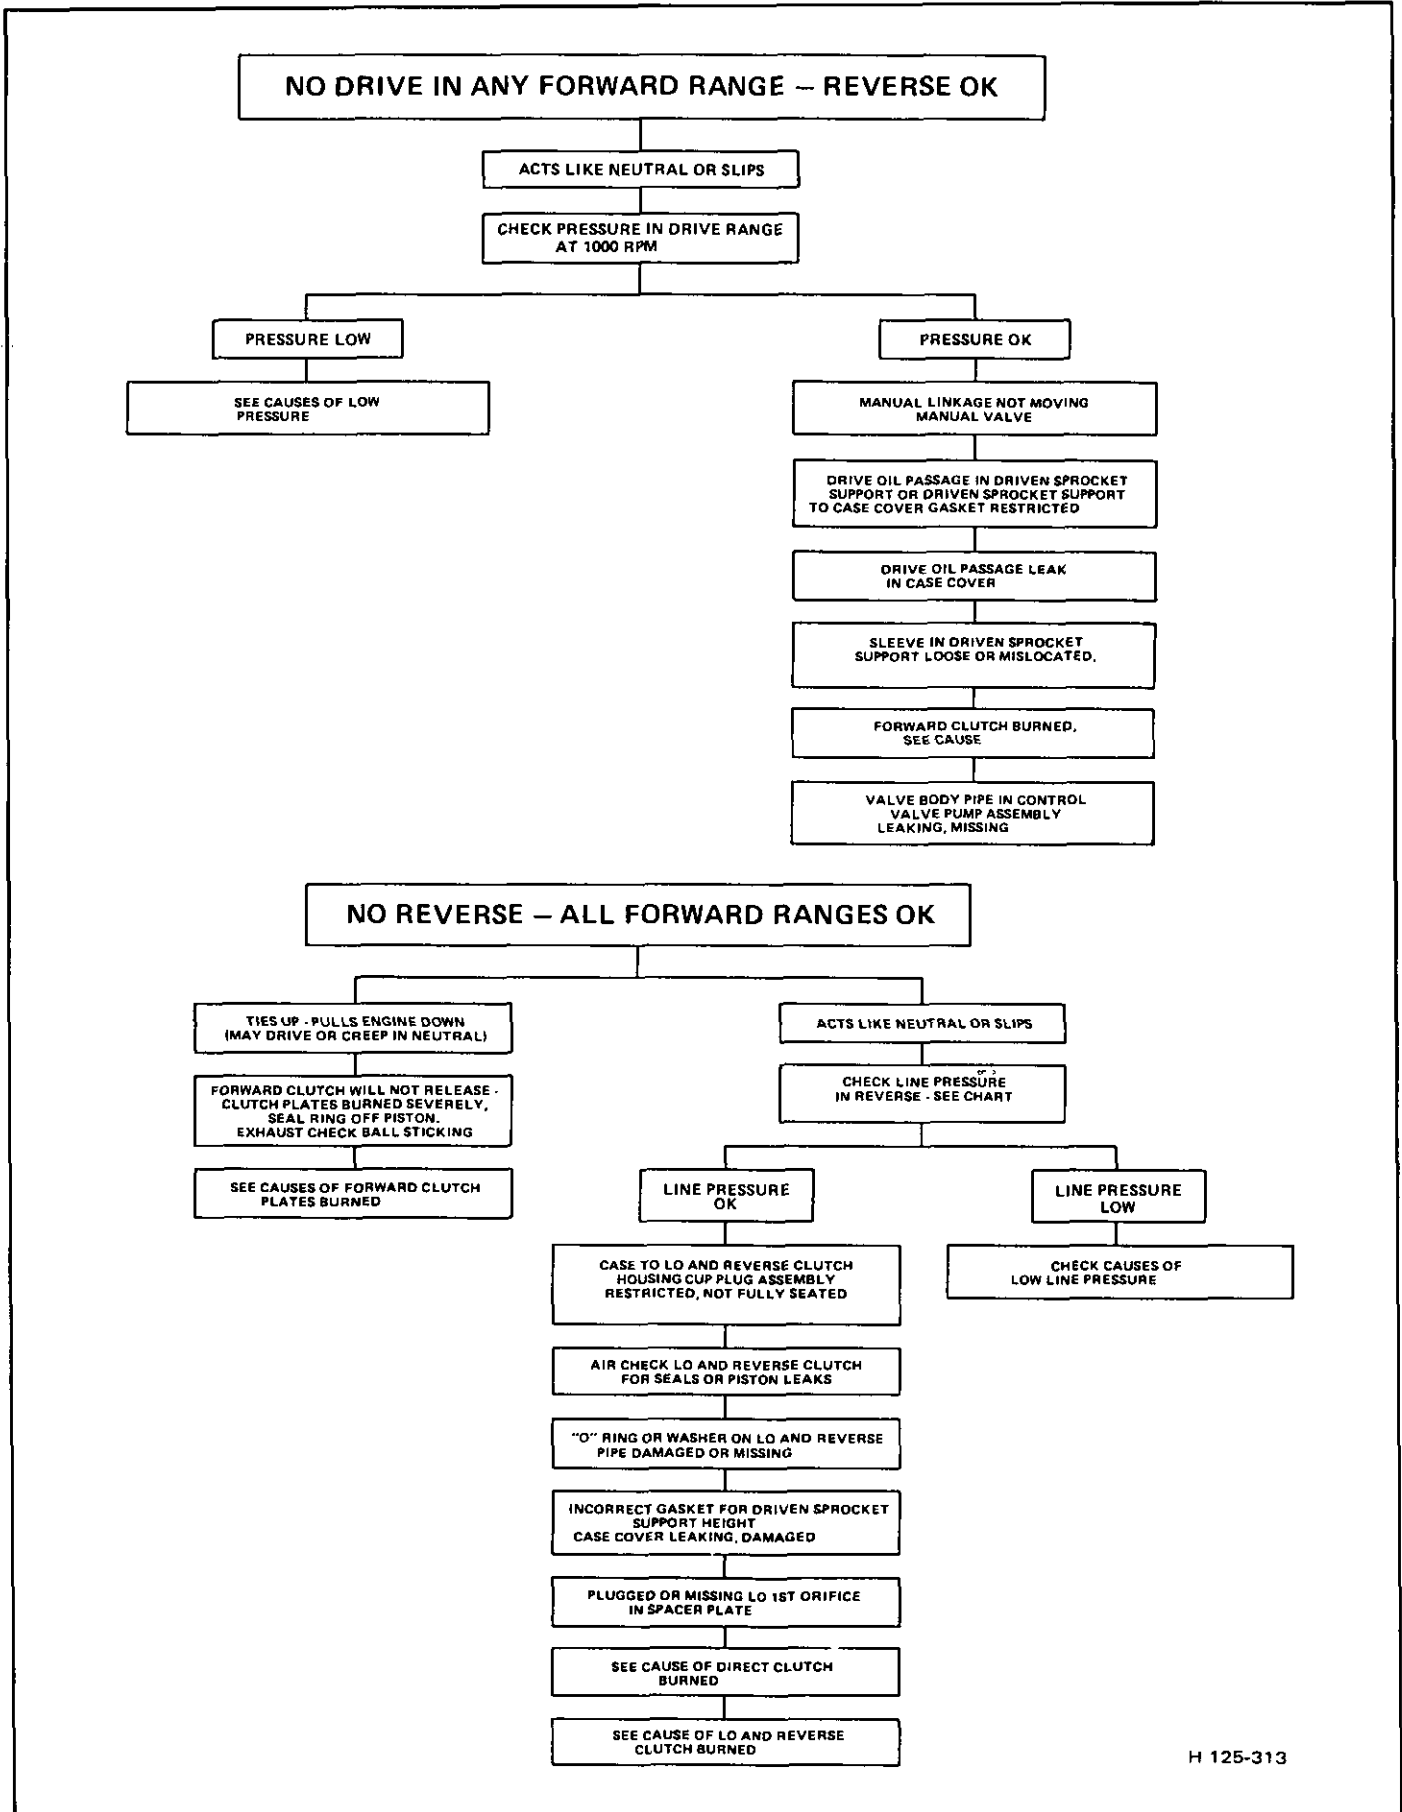 NO DRIVE IN ANY FORWARD RANGE – REVERSE OK
ACTS LIKE NEUTRAL OR SLIPS
CHECK PRESSURE IN DRIVE RANGE
AT 1000 RPM
PRESSURE LOW
SEE CAUSES OF LOW
PRESSURE
PRESSURE OK
MANUAL LINKAGE NOT MOVING
MANUAL VALVE
DRIVE OIL PASSAGE IN DRIVEN SPROCKET
SUPPORT OR DRIVEN SPROCKET SUPPORT
TO CASE COVER GASKET RESTRICTED
DRIVE OIL PASSAGE LEAK
IN CASE COVER
SLEEVE IN DRIVEN SPROCKET
SUPPORT LOOSE OR MISLOCATED.
FORWARD CLUTCH BURNED,
SEE CAUSE
VALVE BODY PIPE IN CONTROL
VALVE PUMP ASSEMBLY
LEAKING, MISSING
NO REVERSE – ALL FORWARD RANGES OK
TIES UP - PULLS ENGINE DOWN
(MAY DRIVE OR CREEP IN NEUTRAL)
FORWARD CLUTCH WILL NOT RELEASE -
CLUTCH PLATES BURNED SEVERELY,
SEAL RING OFF PISTON.
EXHAUST CHECK BALL STICKING
SEE CAUSES OF FORWARD CLUTCH
PLATES BURNED
ACTS LIKE NEUTRAL OR SLIPS
CHECK LINE PRESSURE
IN REVERSE - SEE CHART
LINE PRESSURE
OK
CASE TO LO AND REVERSE CLUTCH
HOUSING CUP PLUG ASSEMBLY
RESTRICTED, NOT FULLY SEATED
AIR CHECK LO AND REVERSE CLUTCH
FOR SEALS OR PISTON LEAKS
"O" RING OR WASHER ON LO AND REVERSE
PIPE DAMAGED OR MISSING
INCORRECT GASKET FOR DRIVEN SPROCKET
SUPPORT HEIGHT
CASE COVER LEAKING, DAMAGED
PLUGGED OR MISSING LO 1ST ORIFICE
IN SPACER PLATE
SEE CAUSE OF DIRECT CLUTCH
BURNED
SEE CAUSE OF LO AND REVERSE
CLUTCH BURNED
LINE PRESSURE
LOW
CHECK CAUSES OF
LOW LINE PRESSURE
H 125-313